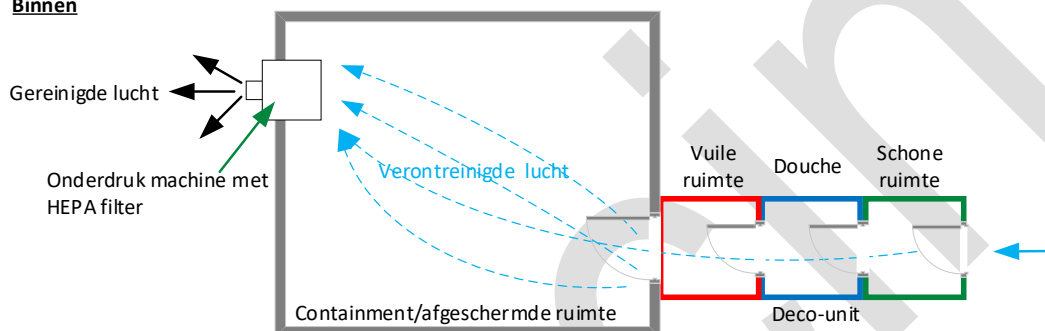 Binnen
Gereinigde lucht
Onderdruk machine met
HEPA filter
Verontreinigde lucht
Containment/afgeschermde ruimte
Vuile
ruimte
Douche
Schone
ruimte
Deco-unit